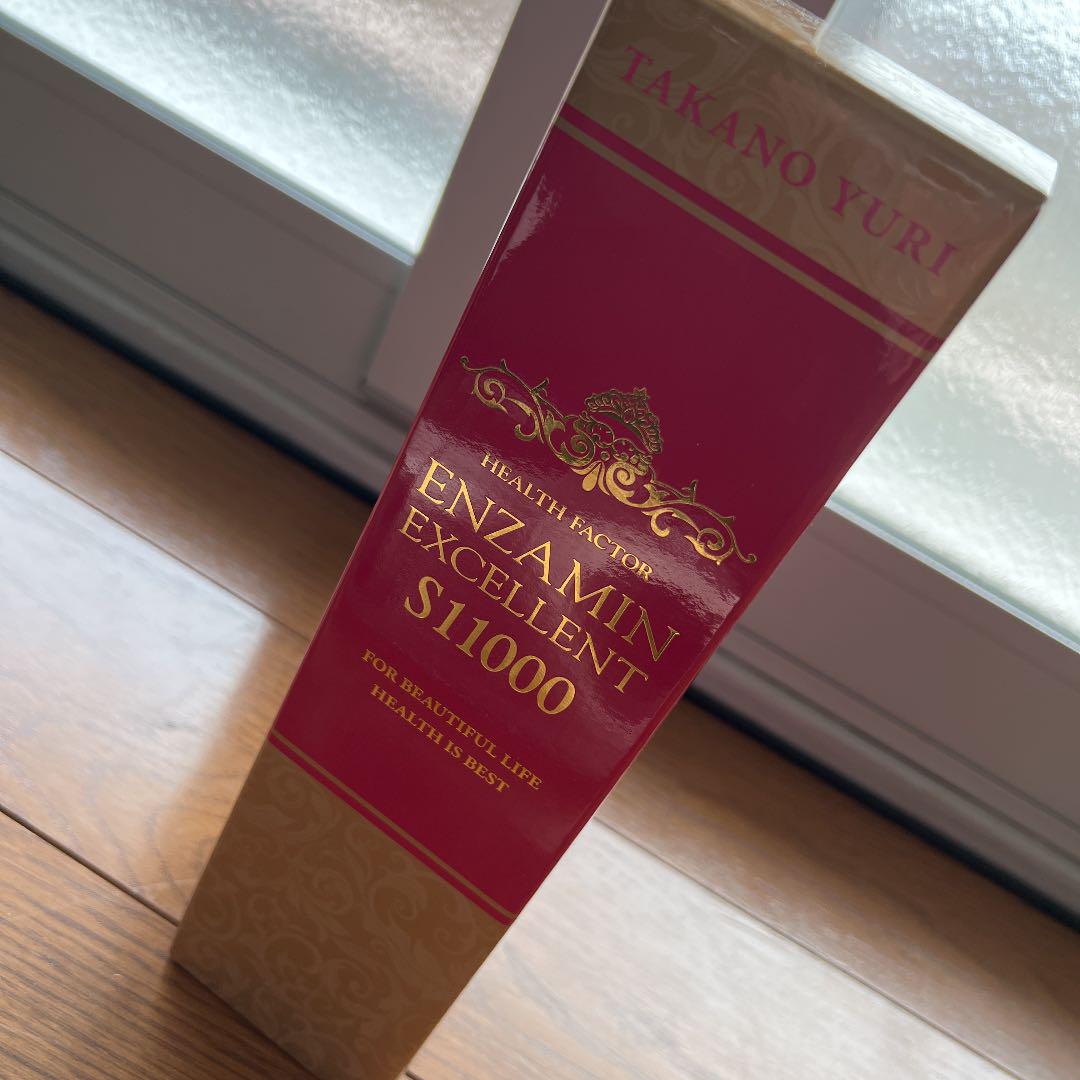 TAKANO YURI
HEALTH FACTOR
ENZAMIN
EXCELLENT
S11000
FOR BEAUTIFUL LIFE
HEALTH IS BEST